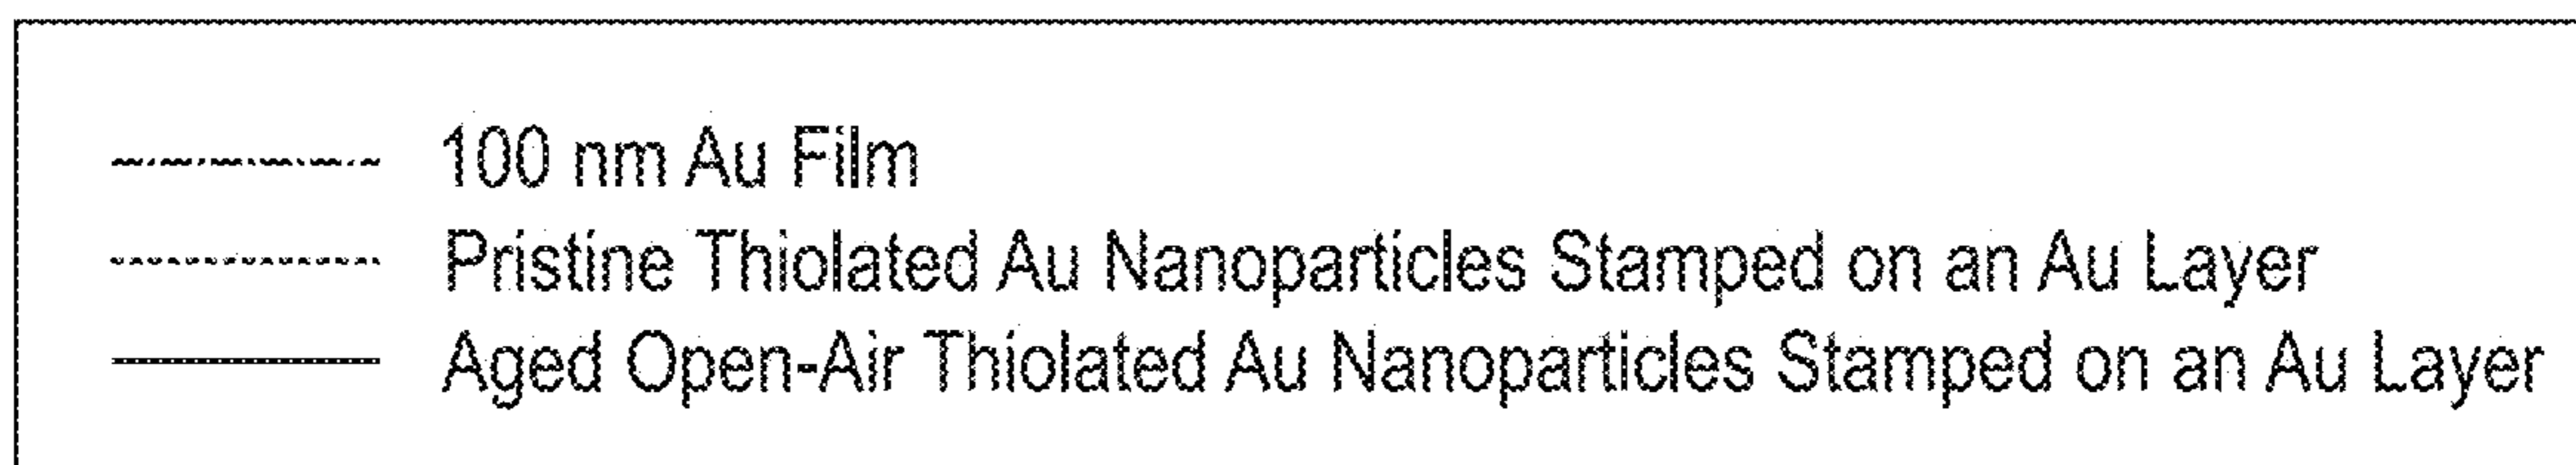 100 nm Au Film
Pristine Thiolated Au Nanoparticles Stamped on an Au Layer
Aged Open-Air Thiolated Au Nanoparticles Stamped on an Au Layer